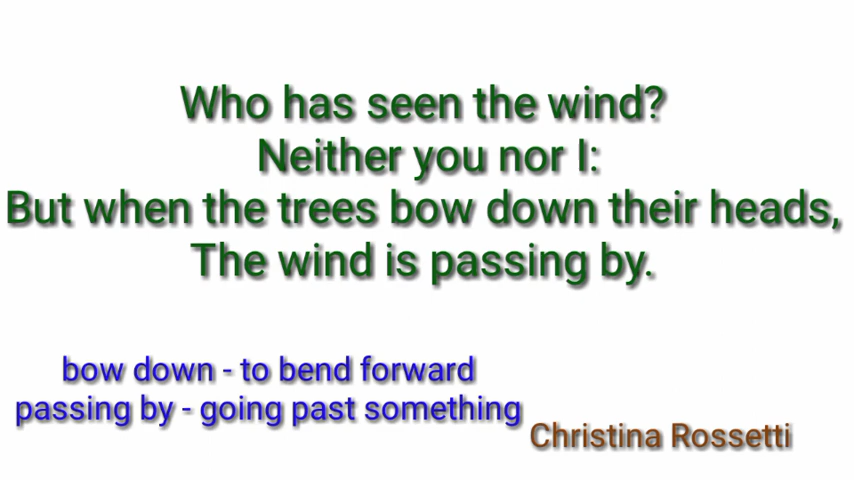 Who has seen the wind?
Neither you nor I:
But when the trees bow down their heads,
The wind is passing by.
bow down - to bend forward
passing by - going past something
Christina Rossetti